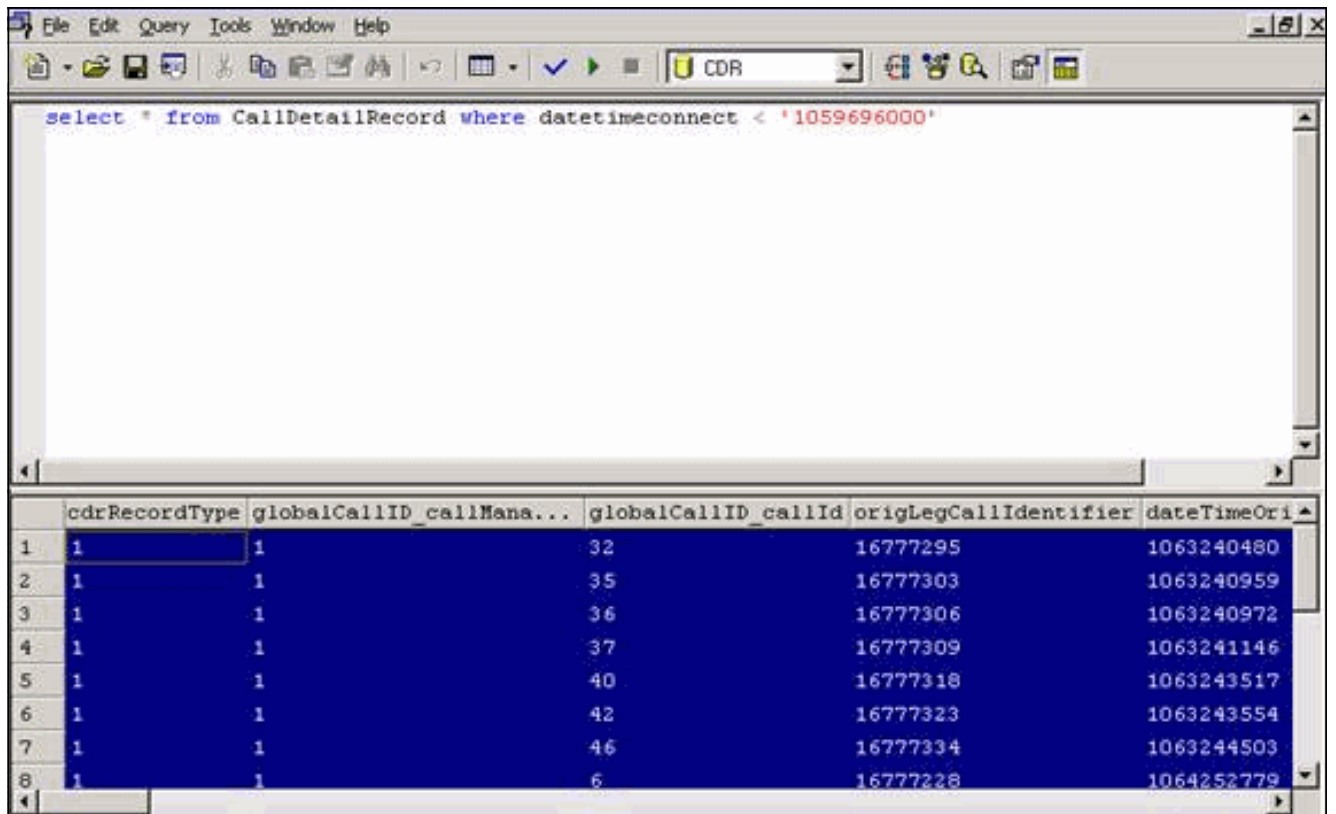 File Edit Query Tools Window Help
CDR
select * from CallDetailRecord where datetimeconnect < '1059696000'
cdrRecordType globalCallID_callMana... globalCallID_callId origLegCallIdentifier dateTimeOri
1 1 1 32 16777295 1063240480
2 1 1 35 16777303 1063240959
3 1 1 36 16777306 1063240972
4 1 1 37 16777309 1063241146
5 1 1 40 16777318 1063243517
6 1 1 42 16777323 1063243554
7 1 1 46 16777334 1063244503
8 1 1 6 16777228 1064252779